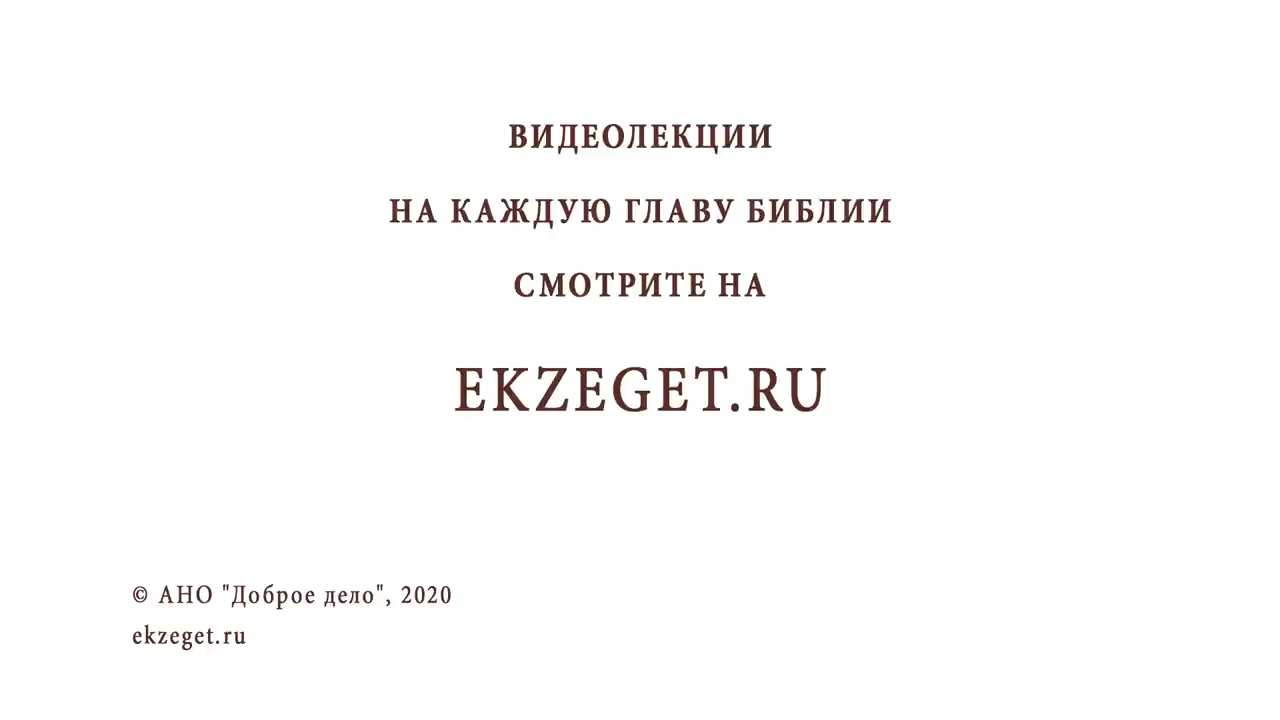 ВИДЕОЛЕКЦИИ
НА КАЖДУЮ ГЛАВУ БИБЛИИ
СМОТРИТЕ НА
EKZEGET.RU
© АНО "Доброе дело", 2020
ekzeget.ru